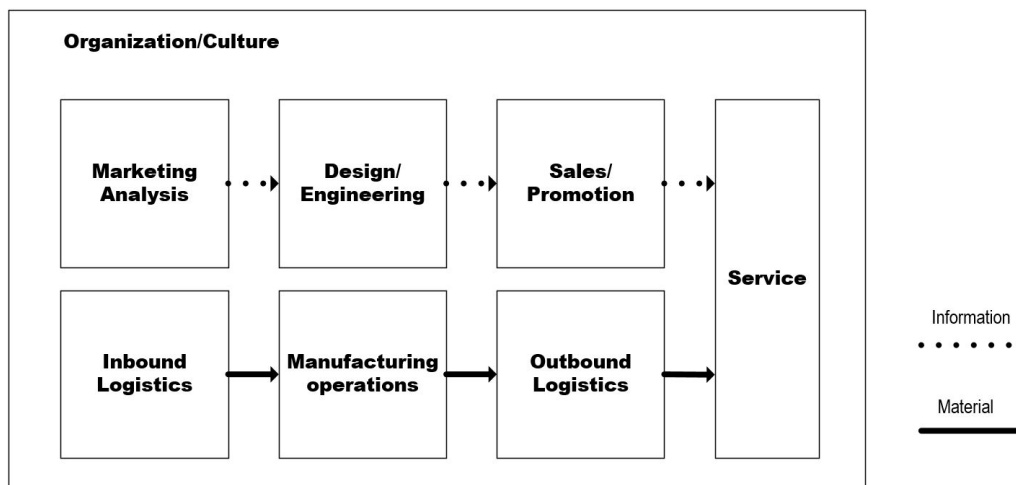 Organization/Culture
Marketing
Analysis
Design/
Engineering
Sales/
Promotion
Service
Inbound
Logistics
Manufacturing
operations
Outbound
Logistics
Information
Material